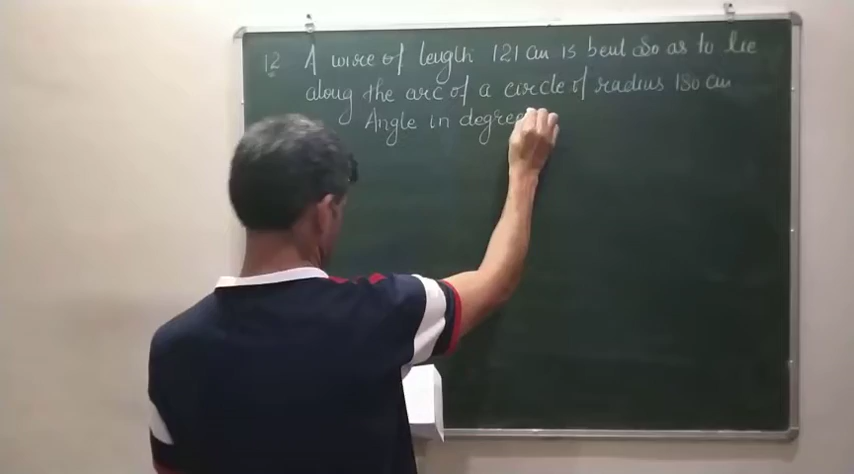 12 A wire of length 121 cm is bent so as to lie
along the arc of a circle of radius 180 cm
Angle in degree